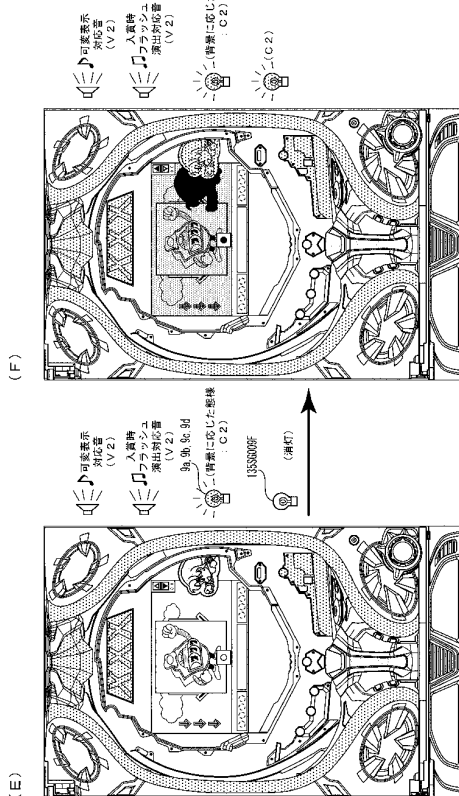 (E)
♪可変表示
対応音
(V2)
♫入賞時
フラッシュ
演出対応音
(V2)
9a, 9b, 9c, 9d
(背景に応じた態様
:C2)
135SG009F
(消灯)
(F)
♪可変表示
対応音
(V2)
♫入賞時
フラッシュ
演出対応音
(V2)
(背景に応じた
:C2)
(C2)